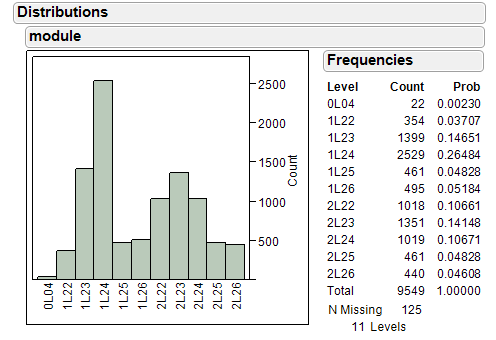 Distributions
module
2500
2000
1500
1000
500
Count
0L04
1L22
1L23
1L24
1L25
1L26
2L22
2L23
2L24
2L25
2L26
Frequencies
Level Count Prob
0L04 22 0.00230
1L22 354 0.03707
1L23 1399 0.14651
1L24 2529 0.26484
1L25 461 0.04828
1L26 495 0.05184
2L22 1018 0.10661
2L23 1351 0.14148
2L24 1019 0.10671
2L25 461 0.04828
2L26 440 0.04608
Total 9549 1.00000
N Missing 125
11 Levels